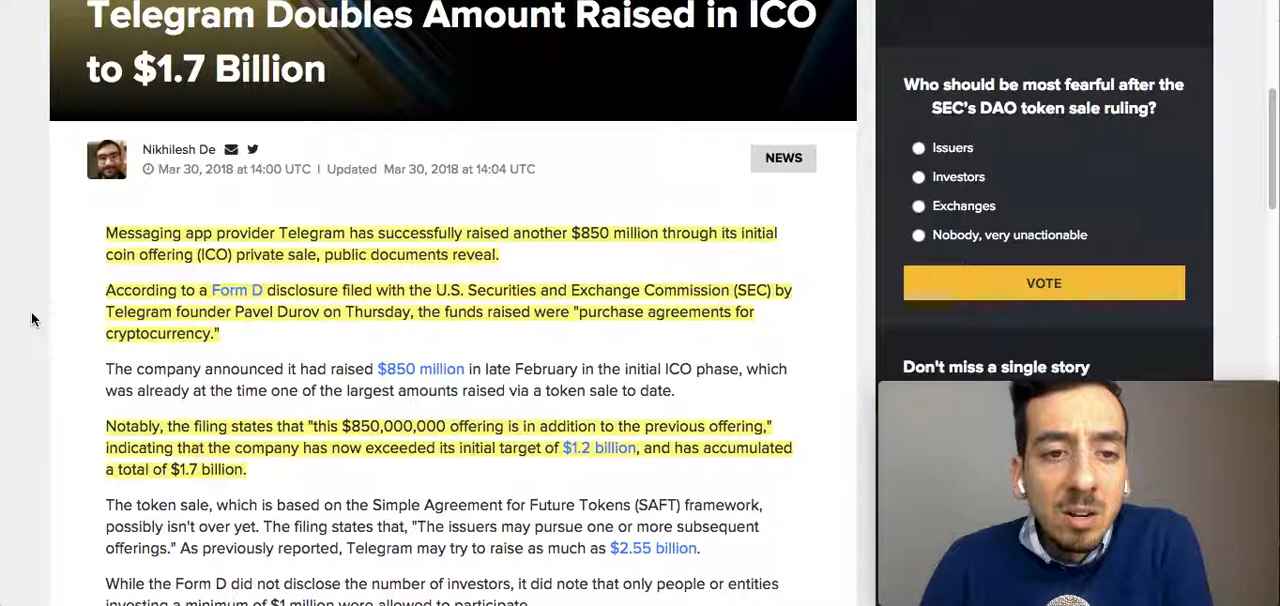 Telegram Doubles Amount Raised in ICO
to $1.7 Billion
Nikhilesh De
Mar 30, 2018 at 14:00 UTC | Updated Mar 30, 2018 at 14:04 UTC
NEWS
Messaging app provider Telegram has successfully raised another $850 million through its initial
coin offering (ICO) private sale, public documents reveal.
According to a Form D disclosure filed with the U.S. Securities and Exchange Commission (SEC) by
Telegram founder Pavel Durov on Thursday, the funds raised were "purchase agreements for
cryptocurrency."
The company announced it had raised $850 million in late February in the initial ICO phase, which
was already at the time one of the largest amounts raised via a token sale to date.
Notably, the filing states that "this $850,000,000 offering is in addition to the previous offering,"
indicating that the company has now exceeded its initial target of $1.2 billion, and has accumulated
a total of $1.7 billion.
The token sale, which is based on the Simple Agreement for Future Tokens (SAFT) framework,
possibly isn't over yet. The filing states that, "The issuers may pursue one or more subsequent
offerings." As previously reported, Telegram may try to raise as much as $2.55 billion.
While the Form D did not disclose the number of investors, it did note that only people or entities
investing a minimum of $1 million were allowed to participate.
Who should be most fearful after the
SEC's DAO token sale ruling?
Issuers
Investors
Exchanges
Nobody, very unactionable
VOTE
Don't miss a single story